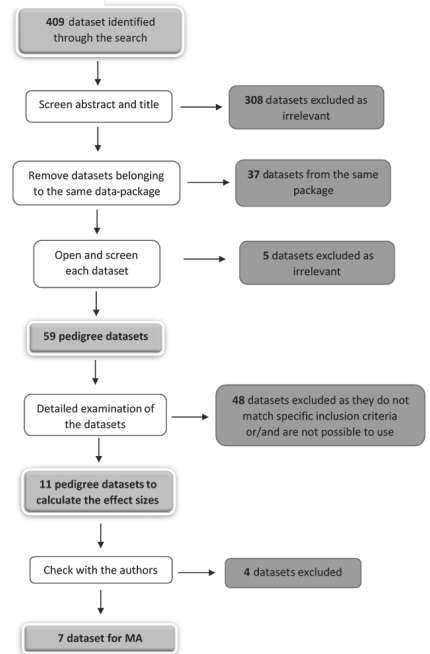 409 dataset identified
through the search
Screen abstract and title
308 datasets excluded as
irrelevant
Remove datasets belonging
to the same data-package
37 datasets from the same
package
Open and screen
each dataset
5 datasets excluded as
irrelevant
59 pedigree datasets
Detailed examination of
the datasets
48 datasets excluded as they do not
match specific inclusion criteria
or/and are not possible to use
11 pedigree datasets to
calculate the effect sizes
Check with the authors
4 datasets excluded
7 dataset for MA